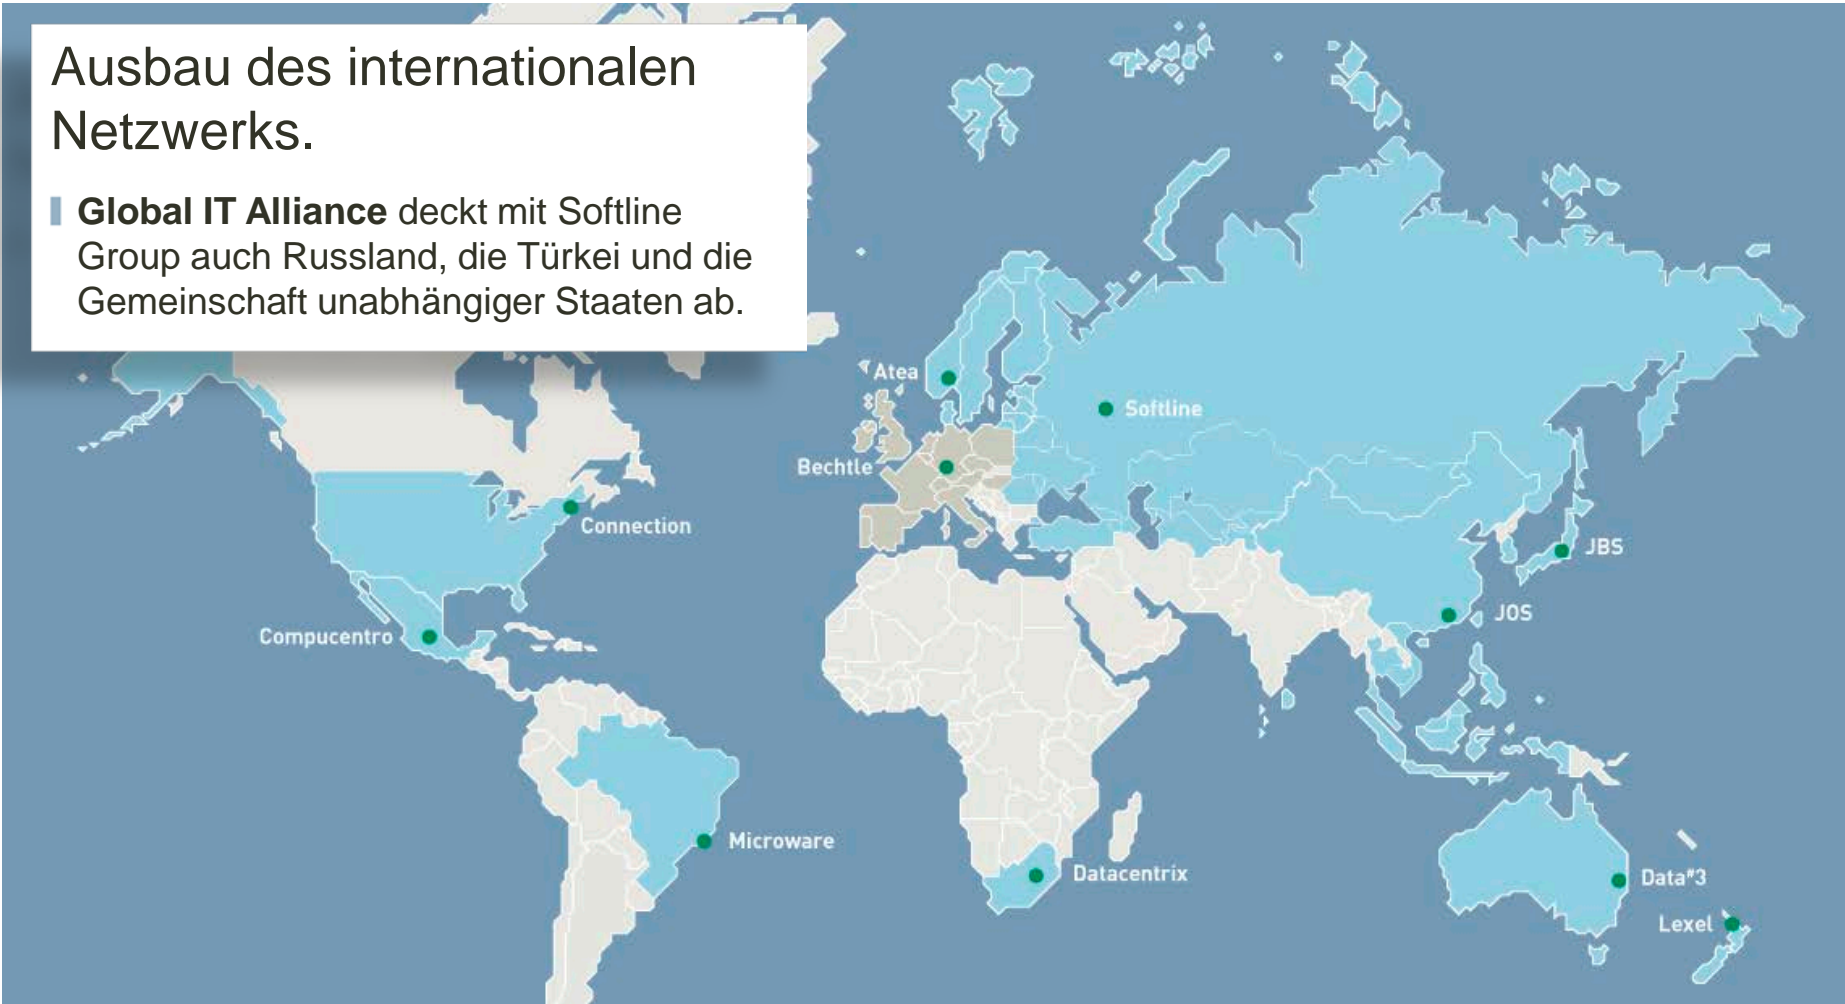 Ausbau des internationalen
Netzwerks.
Global IT Alliance deckt mit Softline
Group auch Russland, die Türkei und die
Gemeinschaft unabhängiger Staaten ab.
Atea
Softline
Bechtle
Connection
JBS
JOS
Compucentro
Microware
Datacentrix
Data#3
Lexel